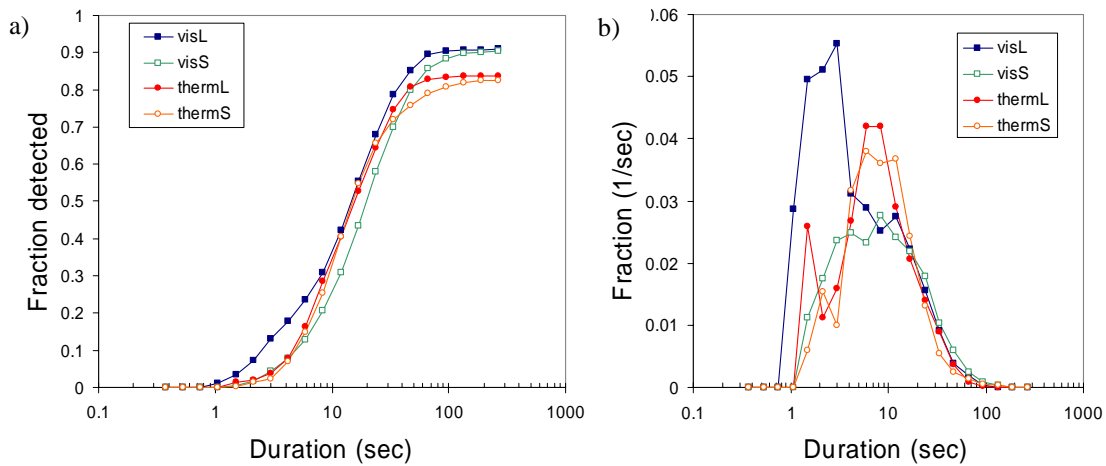 a)
1
0.9
0.8
0.7
0.6
0.5
0.4
0.3
0.2
0.1
0
Fraction detected
visL
visS
thermL
thermS
0.1
1
10
100
1000
Duration (sec)
b)
0.06
0.05
0.04
0.03
0.02
0.01
0
Fraction (1/sec)
visL
visS
thermL
thermS
0.1
1
10
100
1000
Duration (sec)